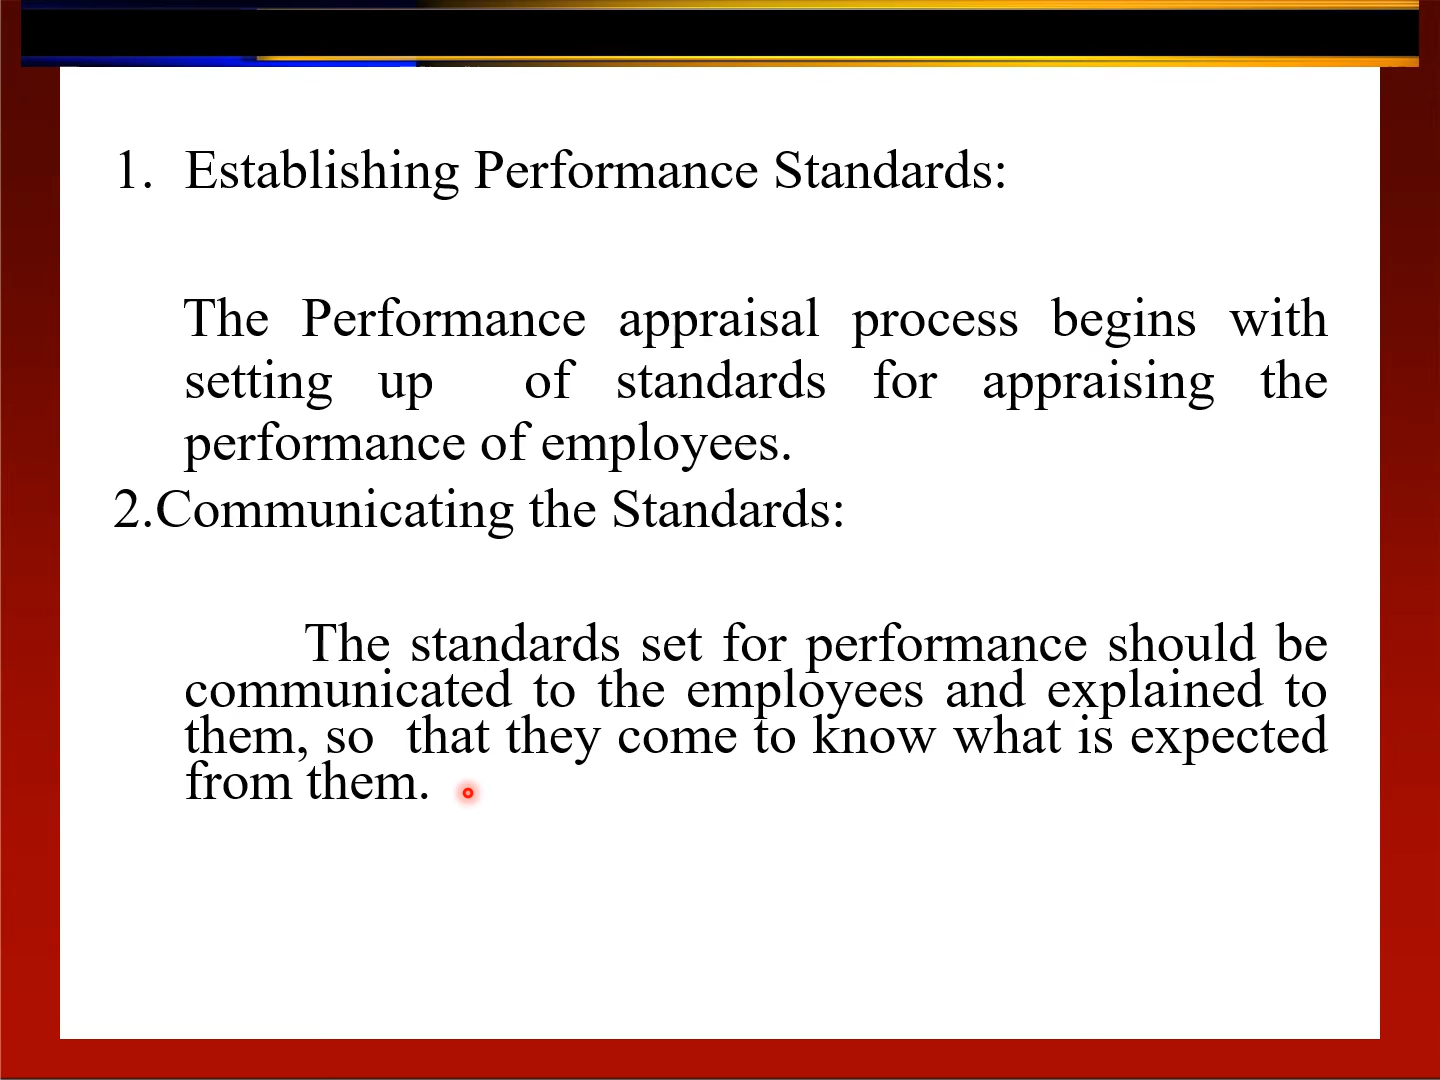 1. Establishing Performance Standards:
The Performance appraisal process begins with
setting up of standards for appraising the
performance of employees.
2.Communicating the Standards:
The standards set for performance should be
communicated to the employees and explained to
them, so that they come to know what is expected
from them.